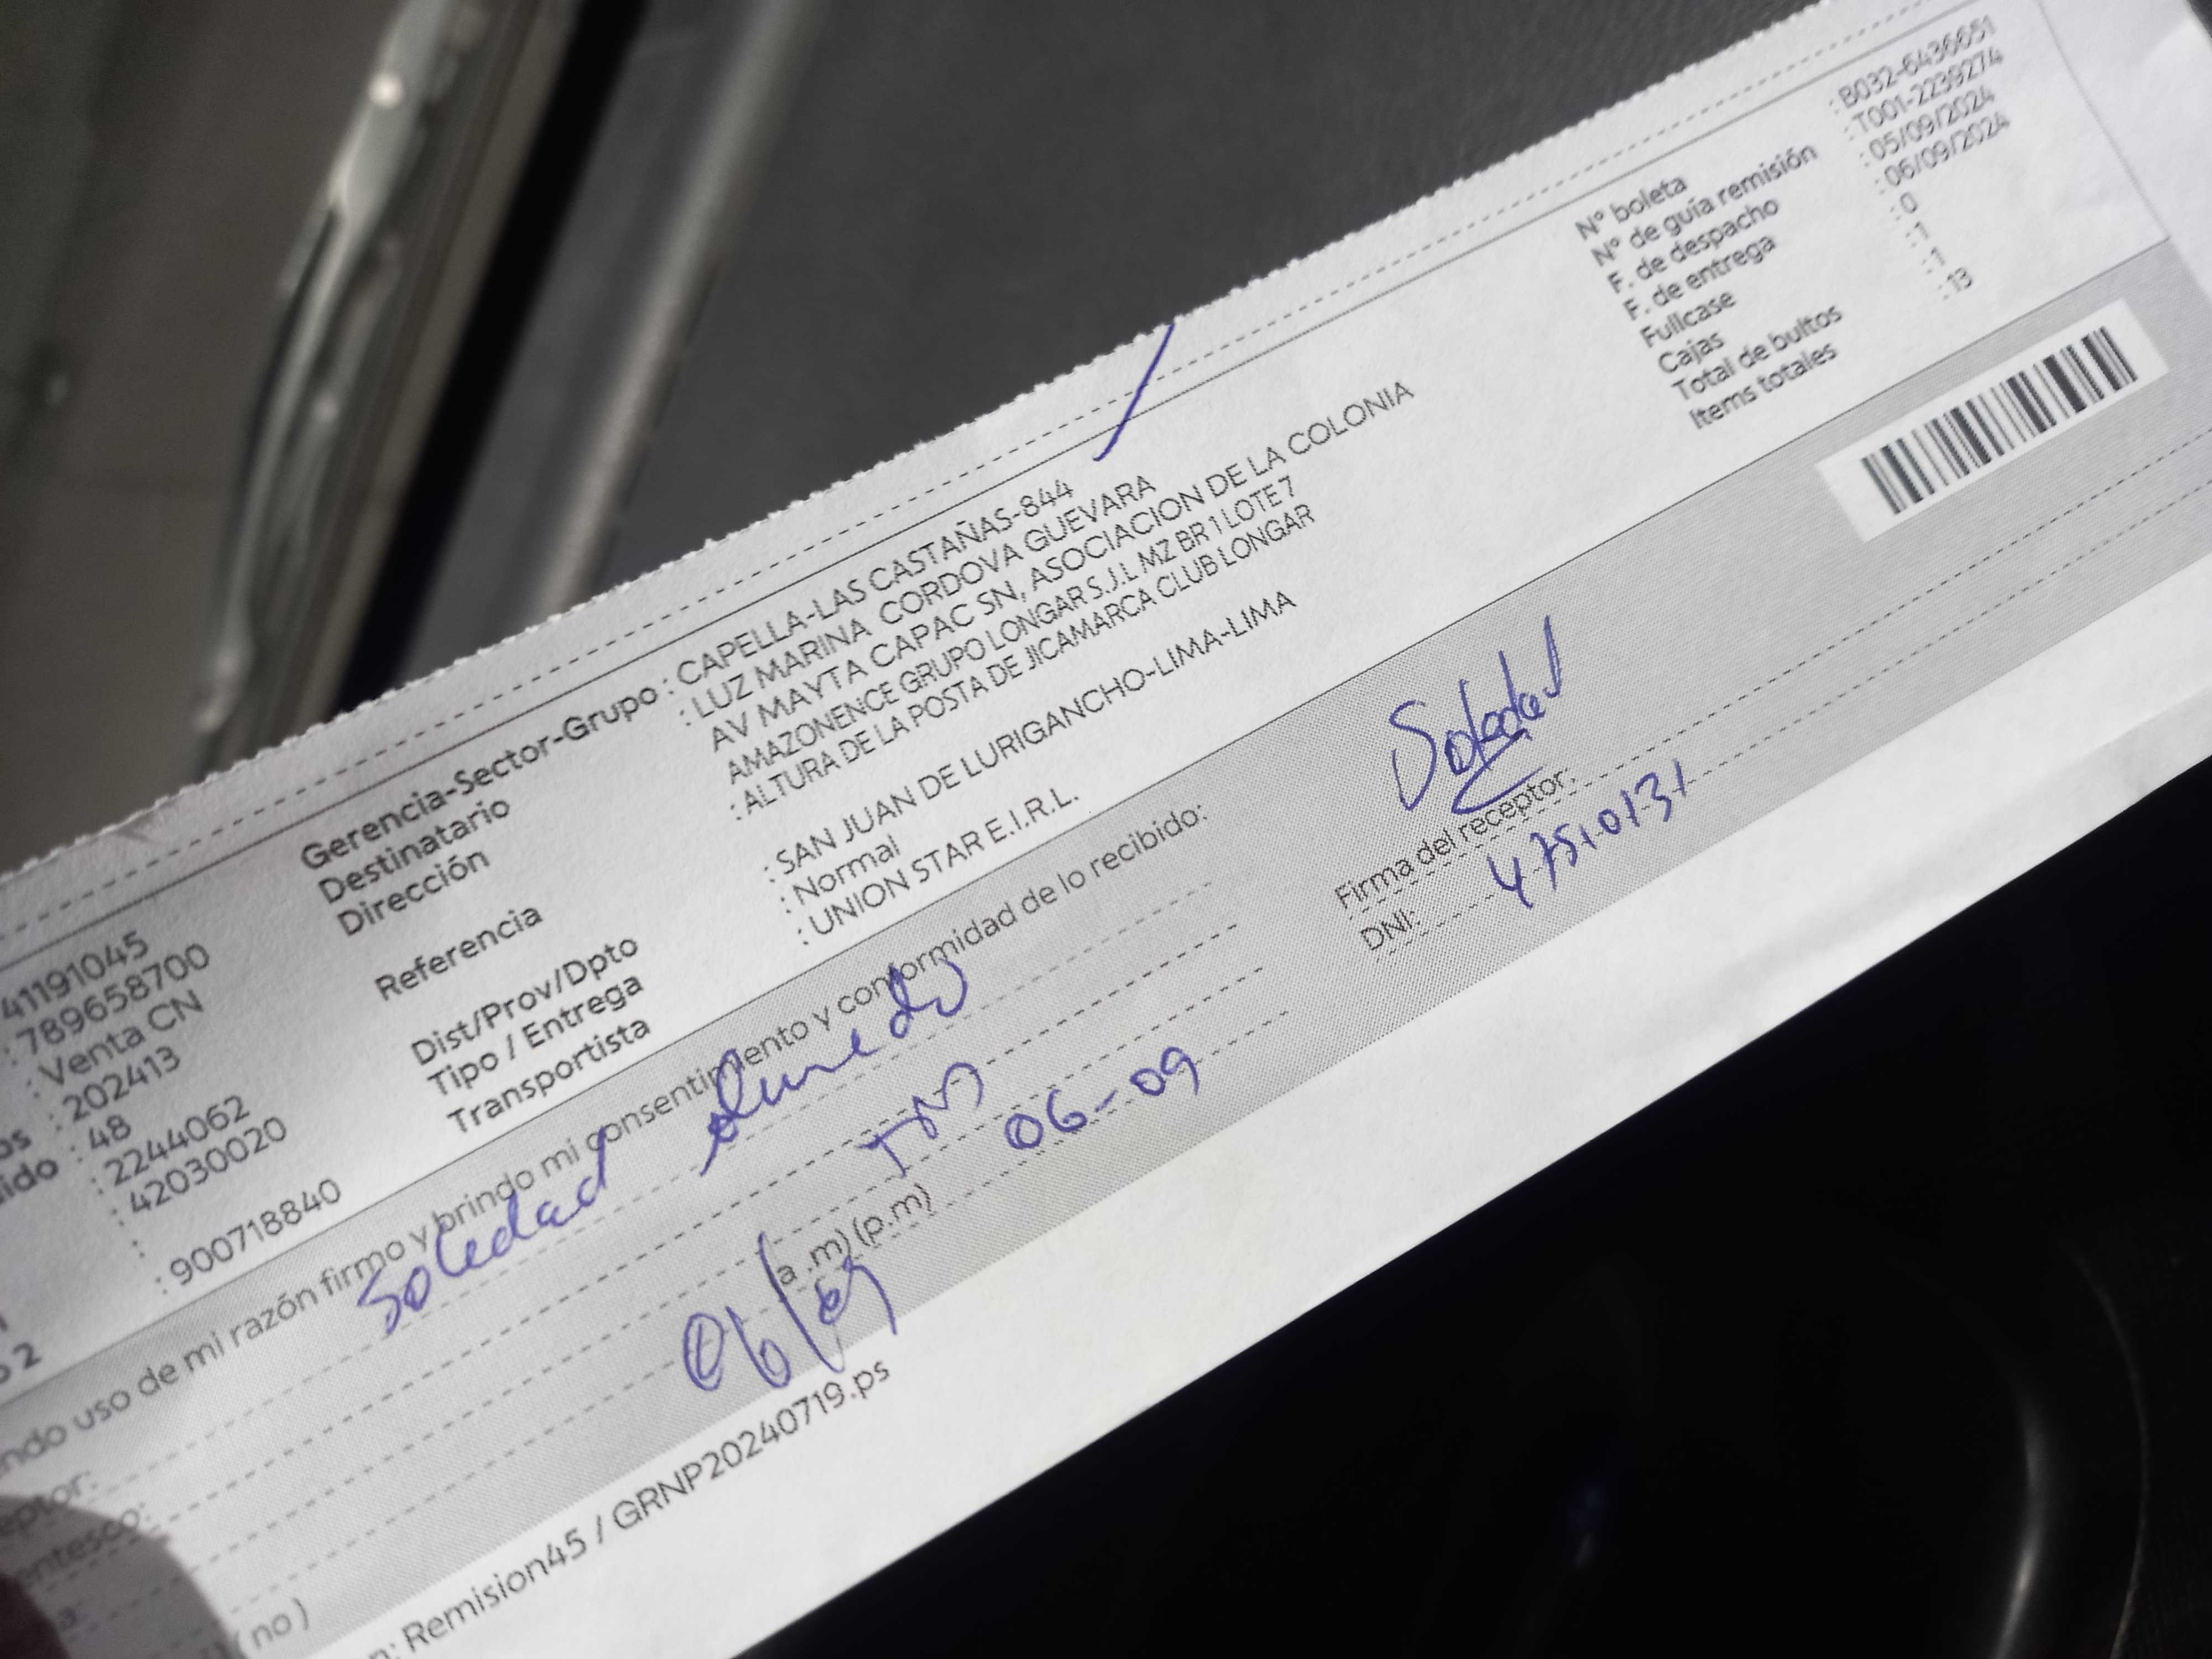 41191045
: 789658700
: Venta CN
: 202413
: 48
: 2244062
: 42030020
:
: 900718840
Gerencia-Sector-Grupo : CAPELLA-LAS CASTAÑAS-844
Destinatario : LUZ MARINA CORDOVA GUEVARA
Dirección AV MAYTA CAPAC SN, ASOCIACION DE LA COLONIA
AMAZONENCE GRUPO LONGAR S.J.L MZ BR 1 LOTE 7
Referencia : ALTURA DE LA POSTA DE JICAMARCA CLUB LONGAR
Dist/Prov/Dpto : SAN JUAN DE LURIGANCHO-LIMA-LIMA
Tipo / Entrega : Normal
Transportista : UNION STAR E.I.R.L.
N° boleta : B032-6436651
N° de guía remisión : T001-2239274
F. de despacho : 05/09/2024
F. de entrega : 06/09/2024
Fullcase : 0
Cajas : 1
Total de bultos : 1
Items totales : 13
uso de mi razón firmo y brindo mi consentimiento y conformidad de lo recibido:
Soledad
06-09
(a.m) (p.m)
06/09
(no)
Soledad
Firma del receptor:
DNI: 47510131
Remision45 / GRNP20240719.ps